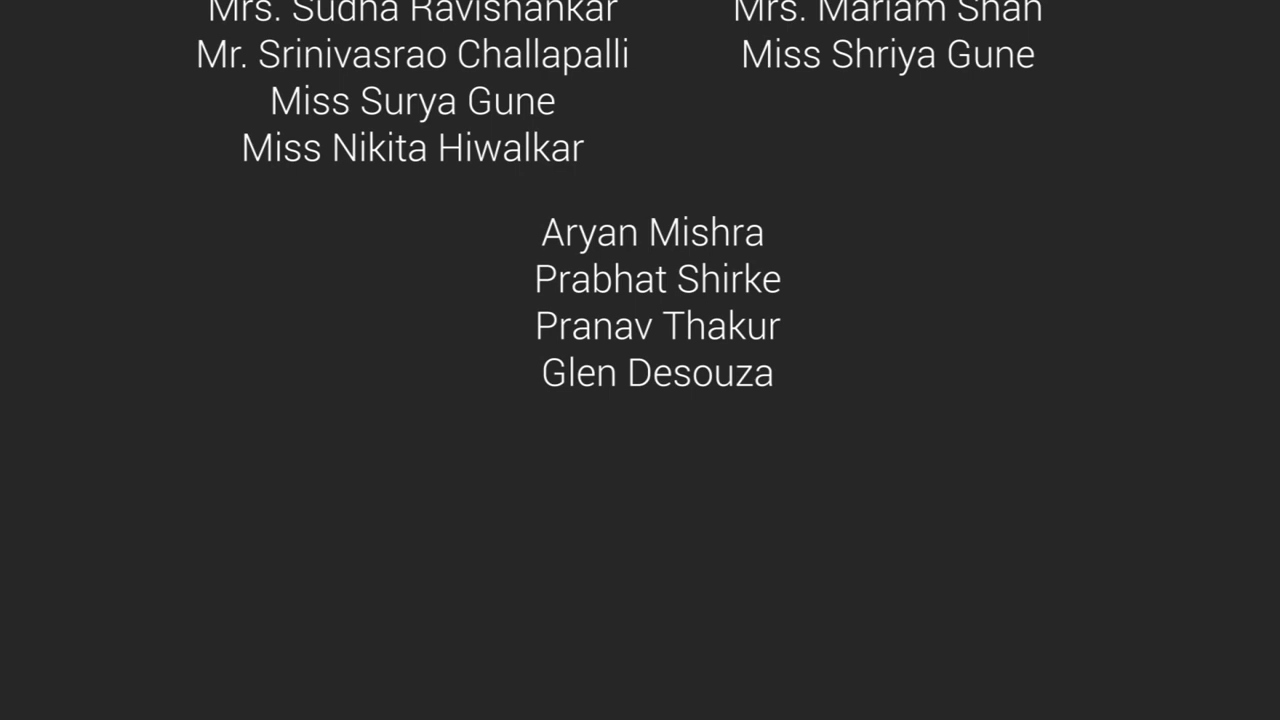 Mrs. Sudha Ravishankar
Mr. Srinivasrao Challapalli
Miss Surya Gune
Miss Nikita Hiwalkar
Mrs. Mariam Shah
Miss Shriya Gune
Aryan Mishra
Prabhat Shirke
Pranav Thakur
Glen Desouza